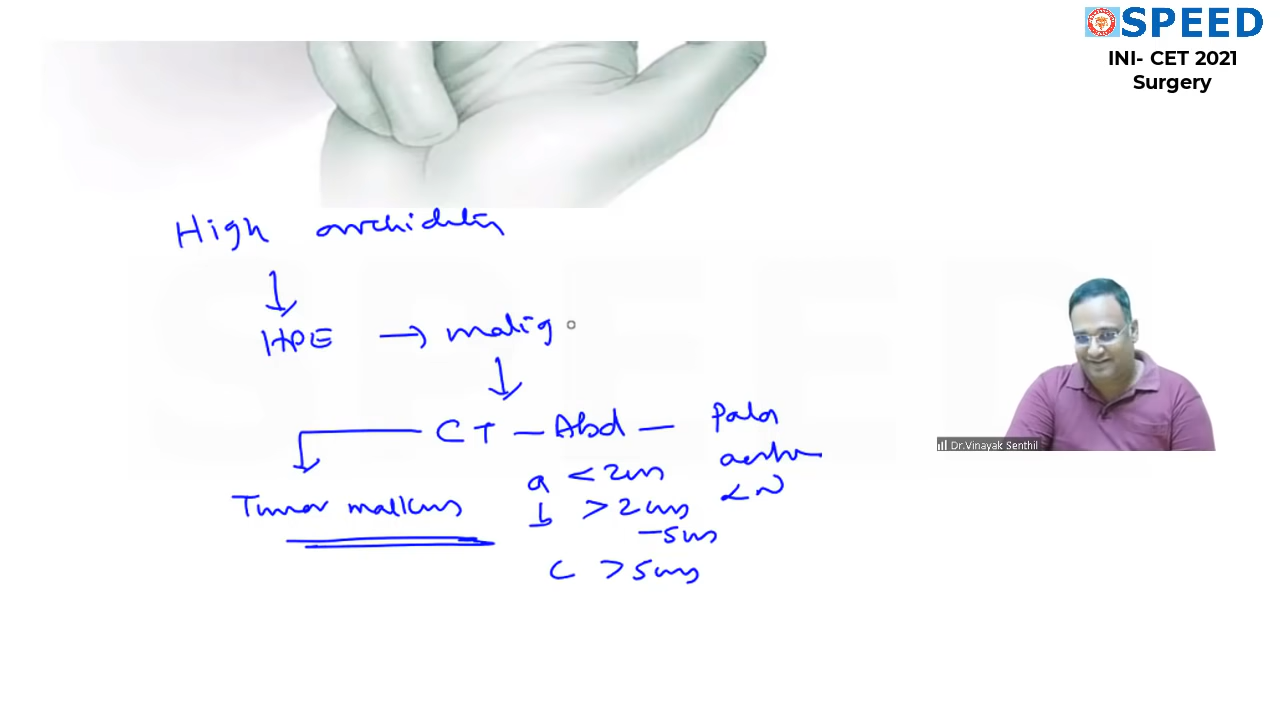 SPEED
INI- CET 2021
Surgery
High orchidectomy
HPE → malig
CT - Abd - Para
aortic
LN
a < 2cms
b > 2cms
-5cms
c > 5cms
Tumor markers
Dr.Vinayak Senthil